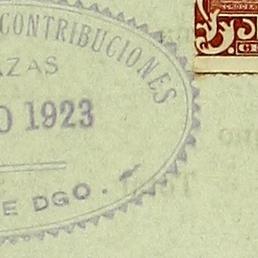 CONTRIBUCIONES
AZAS
O 1923
E DGO.